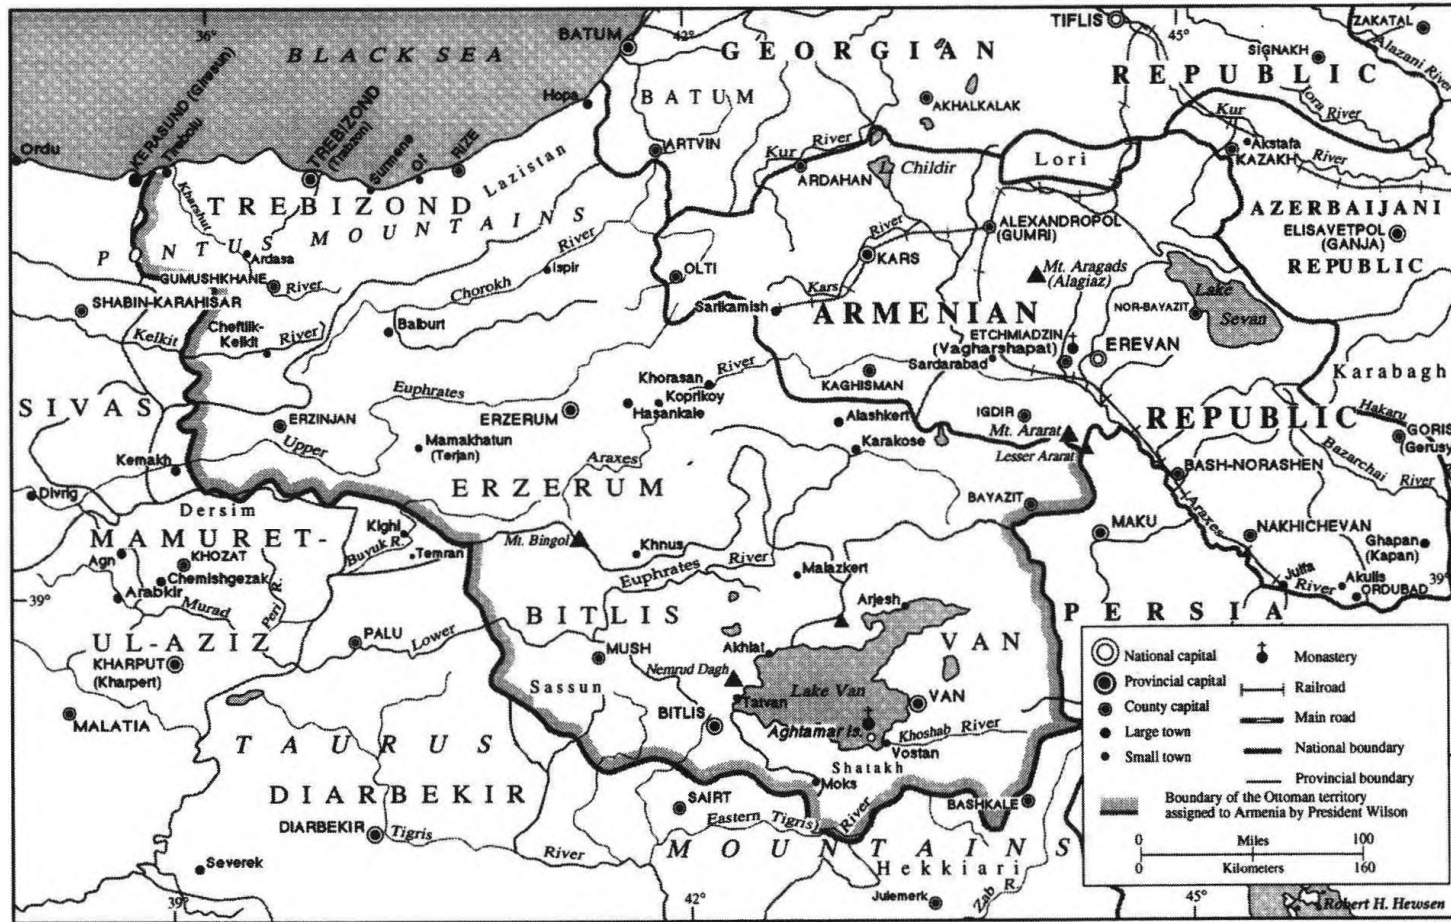 36°
42°
45°
BLACK SEA
BATUM
GEORGIAN
REPUBLIC
TIFLIS
ZAKATAL
SIGNAKH
Alazani River
Iora River
Hopa
BATUM
AKHALKALAK
Kur
Akstafa
KAZAKH
River
Ordu
KERASUND (Giresun)
Tirebolu
TREBIZOND
(Trabzon)
Surmene
Of
RIZE
Lazistan
ARTVIN
Kur
River
ARDAHAN
L. Childir
Lori
Kharshut
TREBIZOND
PONTUS MOUNTAINS
AZERBAIJANI
ELISAVETPOL
(GANJA)
REPUBLIC
Ardasa
GUMUSHKHANE
River
Chorokh
River
Ispir
OLTI
River
KARS
Kars
ALEXANDROPOL
(GUMRI)
Mt. Aragads
(Alagiaz)
Lake
Sevan
NOR-BAYAZIT
SHABIN-KARAHISAR
Kelkit
Cheftlik-
Kelkit
River
Baiburt
Sarikamish
ARMENIAN
ETCHMIADZIN
(Vagharshapat)
Sardarabad
EREVAN
Karabagh
SIVAS
Euphrates
ERZERUM
Khorasan
River
Koprikoy
Hasankale
KAGHISMAN
Alashkert
IGDIR
Mt. Ararat
REPUBLIC
Hakaru
GORIS
Gerusy
ERZINJAN
Upper
Mamakhatun
(Terjan)
Karakose
Lesser Ararat
Kemakh
Araxes
BASH-NORASHEN
Bazarchai
River
Divrig
ERZERUM
BAYAZIT
Dersim
MAMURET-
Kighi
Buyuk R.
Mt. Bingol
MAKU
Araxes
NAKHICHEVAN
Ghapan
(Kapan)
Agn
KHOZAT
Temran
Khnus
Chemishgezak
Euphrates
River
Malazkert
Julfa
Akulis
39°
39°
Arabkir
Murad
Peri R.
River
ORDUBAD
BITLIS
Arjesh
PERSIA
UL-AZIZ
PALU
Lower
MUSH
Akhlat
VAN
KHARPUT
(Kharpert)
Nemrud Dagh
Sassun
Lake Van
Tatvan
VAN
MALATIA
BITLIS
Aghtamar is.
Khoshab River
Vostan
TAURUS
Shatakh
Moks
DIARBEKIR
SAIRT
BASHKALE
DIARBEKIR
Tigris
Eastern Tigris)
River
MOUNTAINS
River
Hekkiari
Severek
Julemerk
Zab R.
39°
42°
45°
National capital
Monastery
Provincial capital
Railroad
County capital
Main road
Large town
National boundary
Small town
Provincial boundary
Boundary of the Ottoman territory
assigned to Armenia by President Wilson
0 Miles 100
0 Kilometers 160
Robert H. Hewsen